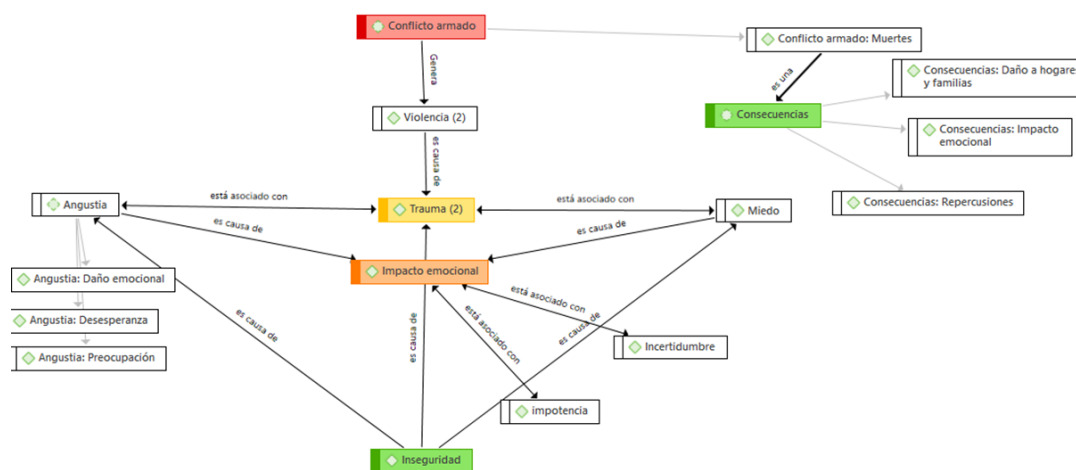 Conflicto armado
Conflicto armado: Muertes
Genera
es una
Consecuencias: Daño a hogare
y familias
Violencia (2)
Consecuencias
Consecuencias: Impacto
emocional
es causa de
Angustia
está asociado con
Trauma (2)
está asociado con
Miedo
Consecuencias: Repercusiones
es causa de
es causa de
Impacto emocional
Angustia: Daño emocional
está asociado con
Angustia: Desesperanza
es causa de
es causa de
está asociado con
es causa de
Incertidumbre
Angustia: Preocupación
impotencia
Inseguridad